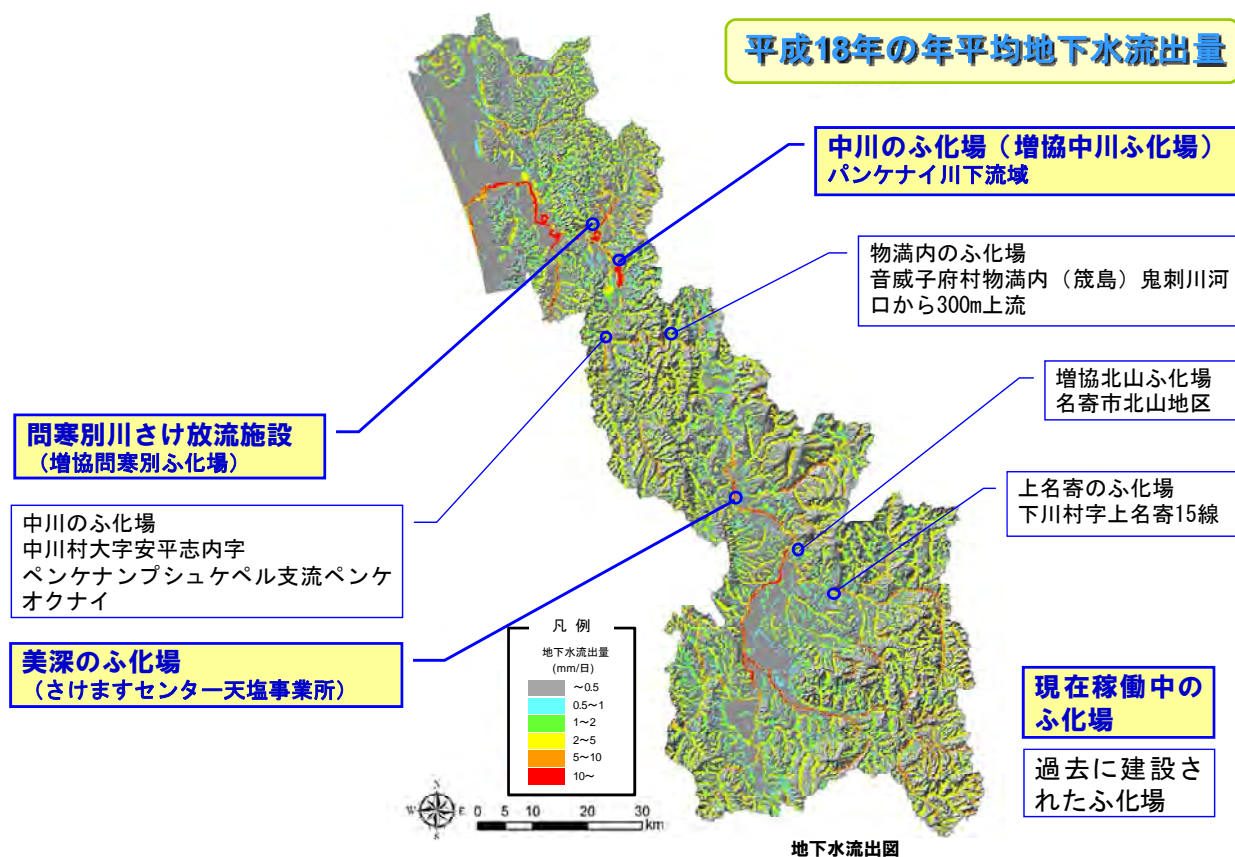 平成18年の年平均地下水流出量
中川のふ化場（増協中川ふ化場）
パンケナイ川下流域
物満内のふ化場
音威子府村物満内（筬島）鬼刺川河
口から300m上流
増協北山ふ化場
名寄市北山地区
問寒別川さけ放流施設
（増協問寒別ふ化場）
上名寄のふ化場
下川村字上名寄15線
中川のふ化場
中川村大字安平志内字
ペンケナンプシュケペル支流ペンケ
オクナイ
美深のふ化場
（さけますセンター天塩事業所）
凡 例
地下水流出量
(mm/日)
～0.5
0.5～1
1～2
2～5
5～10
10～
現在稼働中の
ふ化場
過去に建設さ
れたふ化場
N
W E
S
0 5 10 20 30
km
地下水流出図